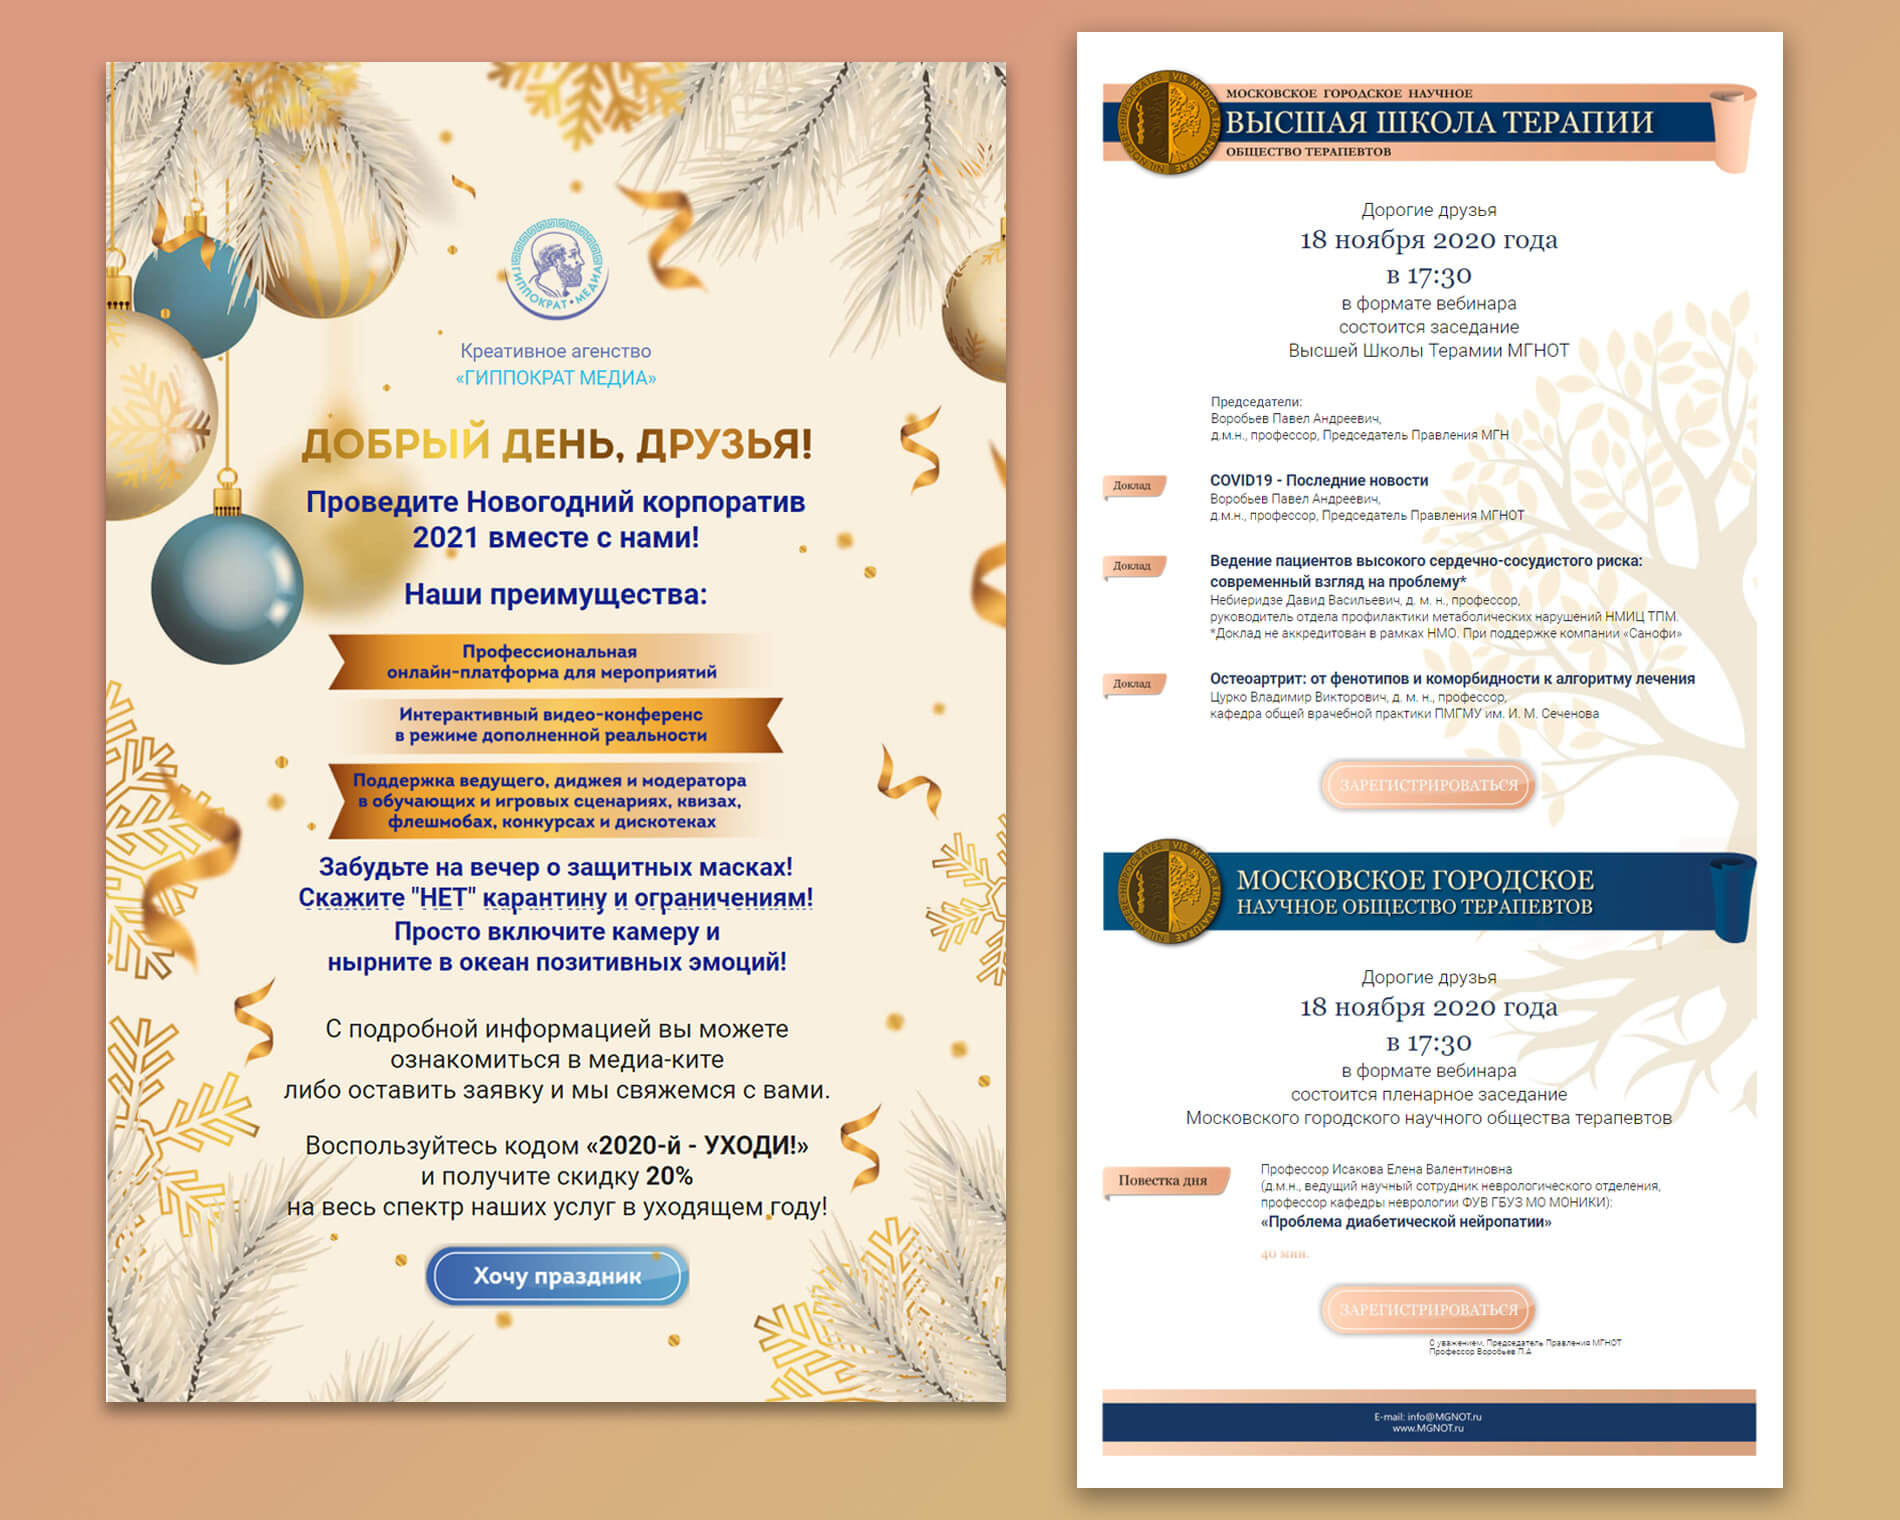 ГИППОКРАТ • МЕДИА
Креативное агенство
«ГИППОКРАТ МЕДИА»
ДОБРЫЙ ДЕНЬ, ДРУЗЬЯ!
Проведите Новогодний корпоратив
2021 вместе с нами!
Наши преимущества:
Профессиональная
онлайн-платформа для мероприятий
Интерактивный видео-конференс
в режиме дополненной реальности
Поддержка ведущего, диджея и модератора
в обучающих и игровых сценариях, квизах,
флешмобах, конкурсах и дискотеках
Забудьте на вечер о защитных масках!
Скажите "НЕТ" карантину и ограничениям!
Просто включите камеру и
нырните в океан позитивных эмоций!
С подробной информацией вы можете
ознакомиться в медиа-ките
либо оставить заявку и мы свяжемся с вами.
Воспользуйтесь кодом «2020-й - УХОДИ!»
и получите скидку 20%
на весь спектр наших услуг в уходящем году!
Хочу праздник
МОСКОВСКОЕ ГОРОДСКОЕ НАУЧНОЕ
ВЫСШАЯ ШКОЛА ТЕРАПИИ
ОБЩЕСТВО ТЕРАПЕВТОВ
Дорогие друзья
18 ноября 2020 года
в 17:30
в формате вебинара
состоится заседание
Высшей Школы Терамии МГНОТ
Председатели:
Воробьев Павел Андреевич,
д.м.н., профессор, Председатель Правления МГН
Доклад
COVID19 - Последние новости
Воробьев Павел Андреевич,
д.м.н., профессор, Председатель Правления МГНОТ
Доклад
Ведение пациентов высокого сердечно-сосудистого риска:
современный взгляд на проблему*
Небиеридзе Давид Васильевич, д. м. н., профессор,
руководитель отдела профилактики метаболических нарушений НМИЦ ТПМ.
*Доклад не аккредитован в рамках НМО. При поддержке компании «Санофи»
Доклад
Остеоартрит: от фенотипов и коморбидности к алгоритму лечения
Цурко Владимир Викторович, д. м. н., профессор,
кафедра общей врачебной практики ПМГМУ им. И. М. Сеченова
ЗАРЕГИСТРИРОВАТЬСЯ
МОСКОВСКОЕ ГОРОДСКОЕ
НАУЧНОЕ ОБЩЕСТВО ТЕРАПЕВТОВ
Дорогие друзья
18 ноября 2020 года
в 17:30
в формате вебинара
состоится пленарное заседание
Московского городского научного общества терапевтов
Повестка дня
Профессор Исакова Елена Валентиновна
(д.м.н., ведущий научный сотрудник неврологического отделения,
профессор кафедры неврологии ФУВ ГБУЗ МО МОНИКИ):
«Проблема диабетической нейропатии»
40 мин.
ЗАРЕГИСТРИРОВАТЬСЯ
С уважением, Председатель Правления МГНОТ
Профессор Воробьев П.А
E-mail: info@MGNOT.ru
www.MGNOT.ru